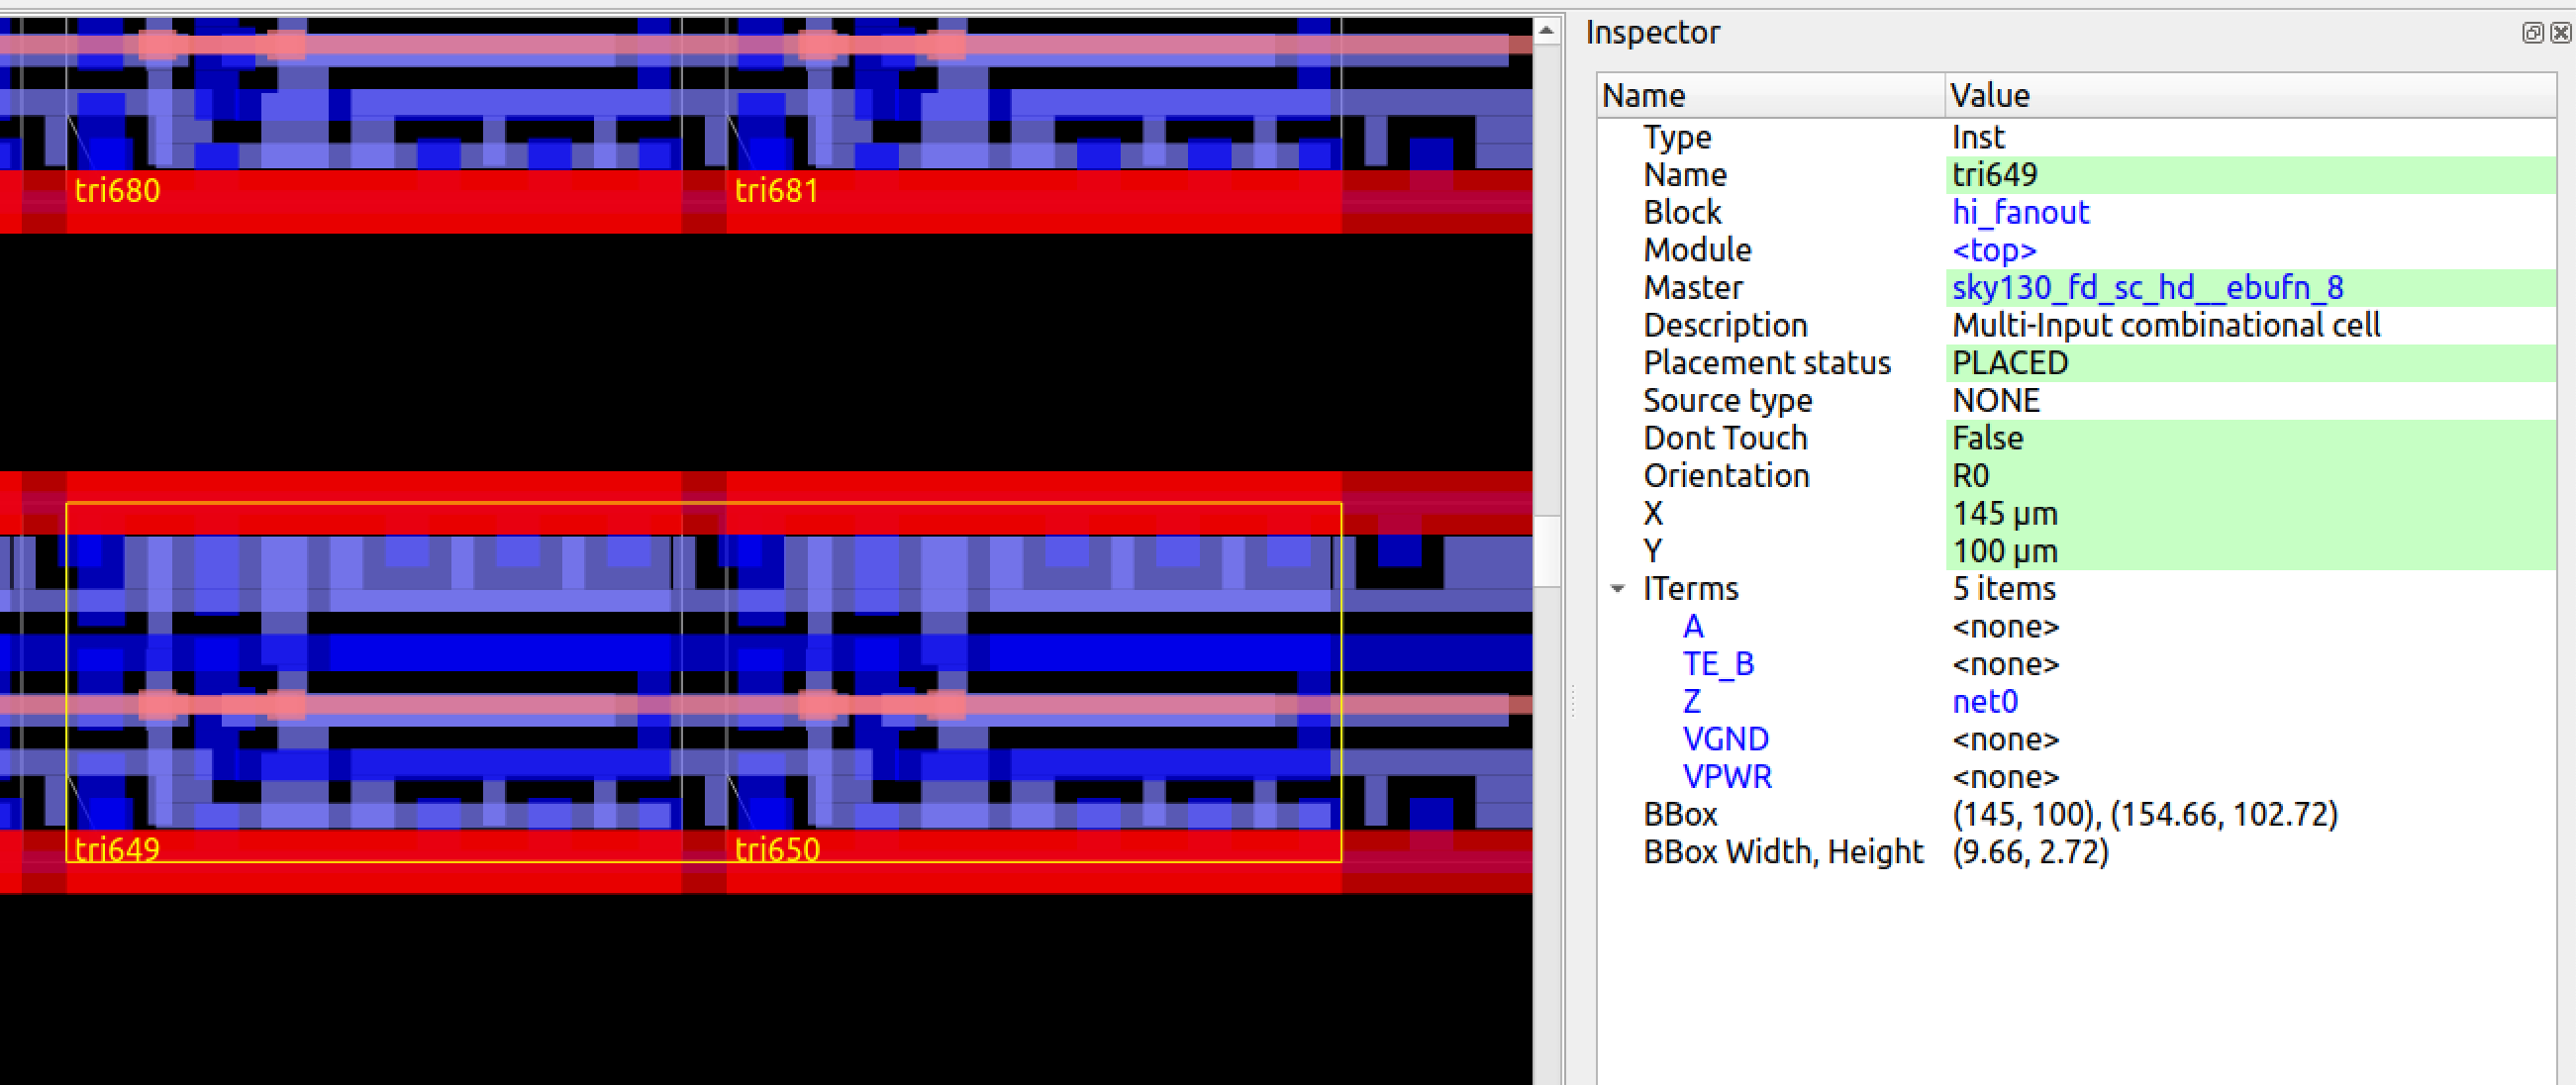 tri680
tri681
tri649
tri650
Inspector
Name Value
Type Inst
Name tri649
Block hi_fanout
Module <top>
Master sky130_fd_sc_hd__ebufn_8
Description Multi-Input combinational cell
Placement status PLACED
Source type NONE
Dont Touch False
Orientation R0
X 145 µm
Y 100 µm
ITerms 5 items
A <none>
TE_B <none>
Z net0
VGND <none>
VPWR <none>
BBox (145, 100), (154.66, 102.72)
BBox Width, Height (9.66, 2.72)